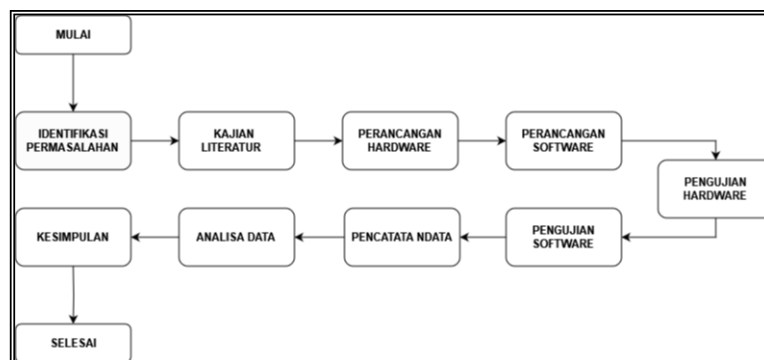 MULAI
IDENTIFIKASI
PERMASALAHAN
KAJIAN
LITERATUR
PERANCANGAN
HARDWARE
PERANCANGAN
SOFTWARE
PENGUJIAN
HARDWARE
PENGUJIAN
SOFTWARE
PENCATATA NDATA
ANALISA DATA
KESIMPULAN
SELESAI